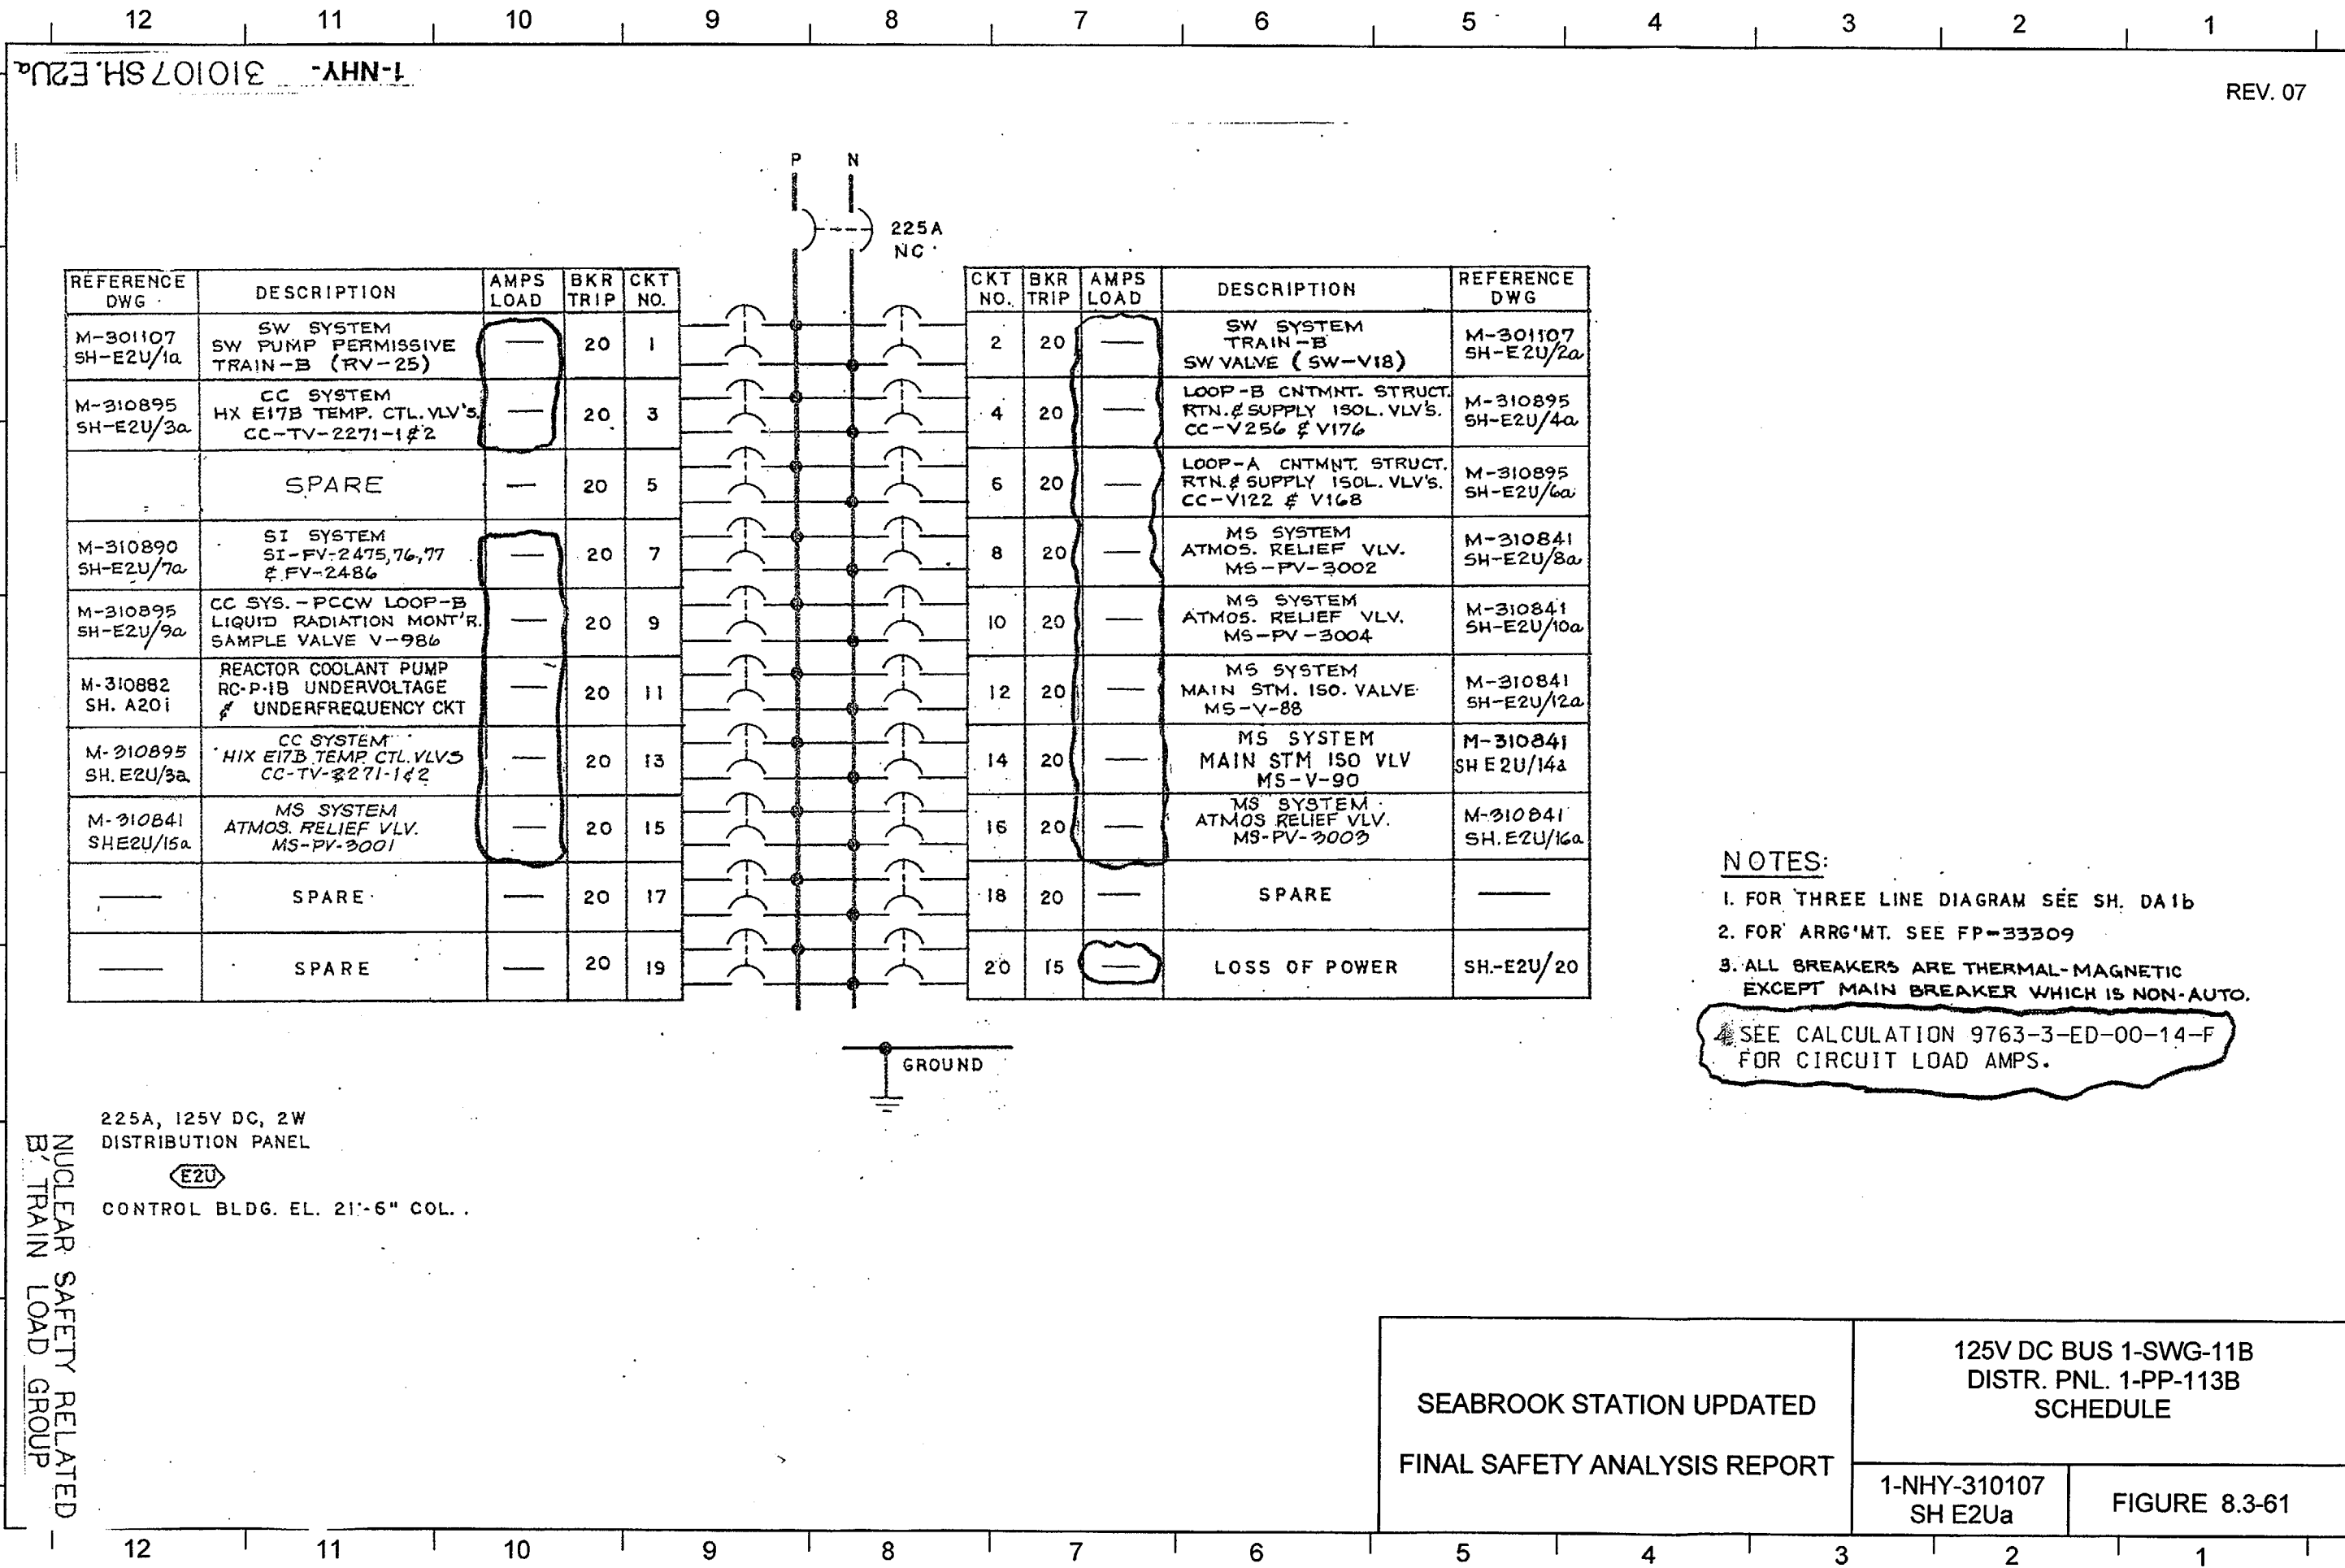 12 11 10 9 8 7 6 5 4 3 2 1
1-NHY- 310107 SH. E2Ua
REV. 07
P N
225A
NC
REFERENCE DWG DESCRIPTION AMPS LOAD BKR TRIP CKT NO.
M-301107
SH-E2U/1a
SW SYSTEM
SW PUMP PERMISSIVE
TRAIN-B (RV-25)
— 20 1
M-310895
SH-E2U/3a
CC SYSTEM
HX E17B TEMP. CTL. VLV'S.
CC-TV-2271-1&2
— 20 3
SPARE — 20 5
M-310890
SH-E2U/7a
SI SYSTEM
SI-FV-2475,76,77
& FV-2486
— 20 7
M-310895
SH-E2U/9a
CC SYS.-PCCW LOOP-B
LIQUID RADIATION MONT'R.
SAMPLE VALVE V-986
— 20 9
M-310882
SH. A20i
REACTOR COOLANT PUMP
RC-P-1B UNDERVOLTAGE
& UNDERFREQUENCY CKT
— 20 11
M-310895
SH. E2U/3a
CC SYSTEM
H/X E17B TEMP. CTL. VLVS
CC-TV-2271-1&2
— 20 13
M-310841
SHE2U/15a
MS SYSTEM
ATMOS. RELIEF VLV.
MS-PV-3001
— 20 15
— SPARE — 20 17
— SPARE — 20 19
CKT NO. BKR TRIP AMPS LOAD DESCRIPTION REFERENCE DWG
2 20 —
SW SYSTEM
TRAIN-B
SW VALVE (SW-V18)
M-301107
SH-E2U/2a
4 20 —
LOOP-B CNTMNT. STRUCT.
RTN. & SUPPLY ISOL. VLV'S.
CC-V256 & V176
M-310895
SH-E2U/4a
6 20 —
LOOP-A CNTMNT. STRUCT.
RTN. & SUPPLY ISOL. VLV'S.
CC-V122 & V168
M-310895
SH-E2U/6a
8 20 —
MS SYSTEM
ATMOS. RELIEF VLV.
MS-PV-3002
M-310841
SH-E2U/8a
10 20 —
MS SYSTEM
ATMOS. RELIEF VLV.
MS-PV-3004
M-310841
SH-E2U/10a
12 20 —
MS SYSTEM
MAIN STM. ISO. VALVE
MS-V-88
M-310841
SH-E2U/12a
14 20 —
MS SYSTEM
MAIN STM ISO VLV
MS-V-90
M-310841
SH E2U/14a
16 20 —
MS SYSTEM
ATMOS RELIEF VLV.
MS-PV-3003
M-310841
SH. E2U/16a
18 20 — SPARE —
20 15 — LOSS OF POWER SH.-E2U/20
GROUND
NOTES:
1. FOR THREE LINE DIAGRAM SEE SH. DA1b
2. FOR ARRG'MT. SEE FP-33309
3. ALL BREAKERS ARE THERMAL-MAGNETIC
EXCEPT MAIN BREAKER WHICH IS NON-AUTO.
4 SEE CALCULATION 9763-3-ED-00-14-F
FOR CIRCUIT LOAD AMPS.
225A, 125V DC, 2W
DISTRIBUTION PANEL
E2U
CONTROL BLDG. EL. 21'-6" COL. .
NUCLEAR SAFETY RELATED
B' TRAIN LOAD GROUP
SEABROOK STATION UPDATED
FINAL SAFETY ANALYSIS REPORT
125V DC BUS 1-SWG-11B
DISTR. PNL. 1-PP-113B
SCHEDULE
1-NHY-310107
SH E2Ua
FIGURE 8.3-61
12 11 10 9 8 7 6 5 4 3 2 1